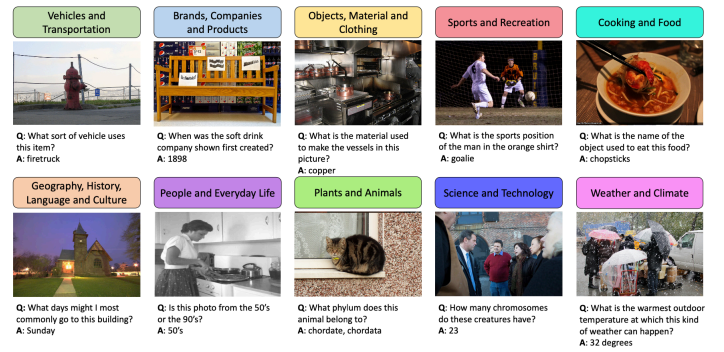 Vehicles and
Transportation
Q: What sort of vehicle uses
this item?
A: firetruck
Brands, Companies
and Products
Q: When was the soft drink
company shown first created?
A: 1898
Objects, Material and
Clothing
Q: What is the material used
to make the vessels in this
picture?
A: copper
Sports and Recreation
Q: What is the sports position
of the man in the orange shirt?
A: goalie
Cooking and Food
Q: What is the name of the
object used to eat this food?
A: chopsticks
Geography, History,
Language and Culture
Q: What days might I most
commonly go to this building?
A: Sunday
People and Everyday Life
Q: Is this photo from the 50's
or the 90's?
A: 50's
Plants and Animals
Q: What phylum does this
animal belong to?
A: chordate, chordata
Science and Technology
Q: How many chromosomes
do these creatures have?
A: 23
Weather and Climate
Q: What is the warmest outdoor
temperature at which this kind
of weather can happen?
A: 32 degrees